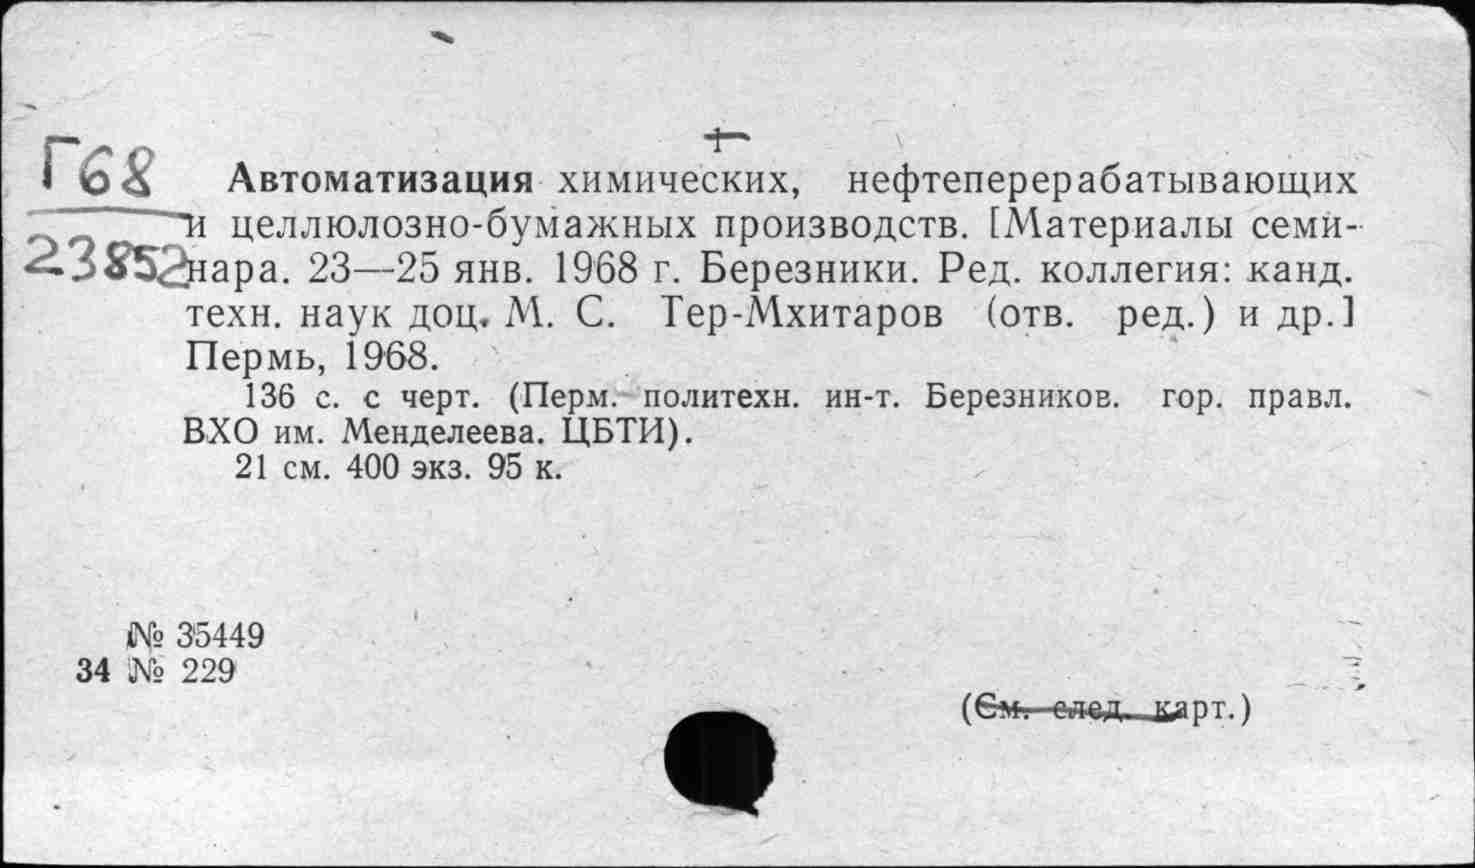 Г68
23852
Автоматизация химических, нефтеперерабатывающих
и целлюлозно-бумажных производств. [Материалы семи-
нара. 23—25 янв. 1968 г. Березники. Ред. коллегия: канд.
техн. наук доц. М. С. Тер-Мхитаров (отв. ред.) и др.]
Пермь, 1968.
136 с. с черт. (Перм. политехн. ин-т. Березников. гор. правл.
ВХО им. Менделеева. ЦБТИ).
21 см. 400 экз. 95 к.
№ 35449
34 № 229
(См. след. карт.)